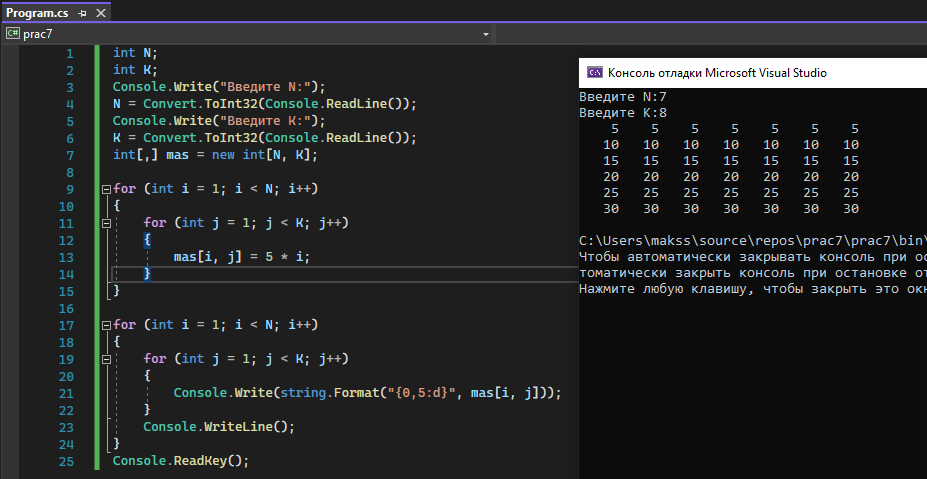 Program.cs
C# prac7
1 int N;
2 int K;
3 Console.Write("Введите N:");
4 N = Convert.ToInt32(Console.ReadLine());
5 Console.Write("Введите K:");
6 K = Convert.ToInt32(Console.ReadLine());
7 int[,] mas = new int[N, K];
8
9 for (int i = 1; i < N; i++)
10 {
11 for (int j = 1; j < K; j++)
12 {
13 mas[i, j] = 5 * i;
14 }
15 }
16
17 for (int i = 1; i < N; i++)
18 {
19 for (int j = 1; j < K; j++)
20 {
21 Console.Write(string.Format("{0,5:d}", mas[i, j]));
22 }
23 Console.WriteLine();
24 }
25 Console.ReadKey();
C:\ Консоль отладки Microsoft Visual Studio
Введите N:7
Введите K:8
5 5 5 5 5 5 5
10 10 10 10 10 10 10
15 15 15 15 15 15 15
20 20 20 20 20 20 20
25 25 25 25 25 25 25
30 30 30 30 30 30 30
C:\Users\makss\source\repos\prac7\prac7\bin\
Чтобы автоматически закрывать консоль при ос
томатически закрыть консоль при остановке от
Нажмите любую клавишу, чтобы закрыть это окн